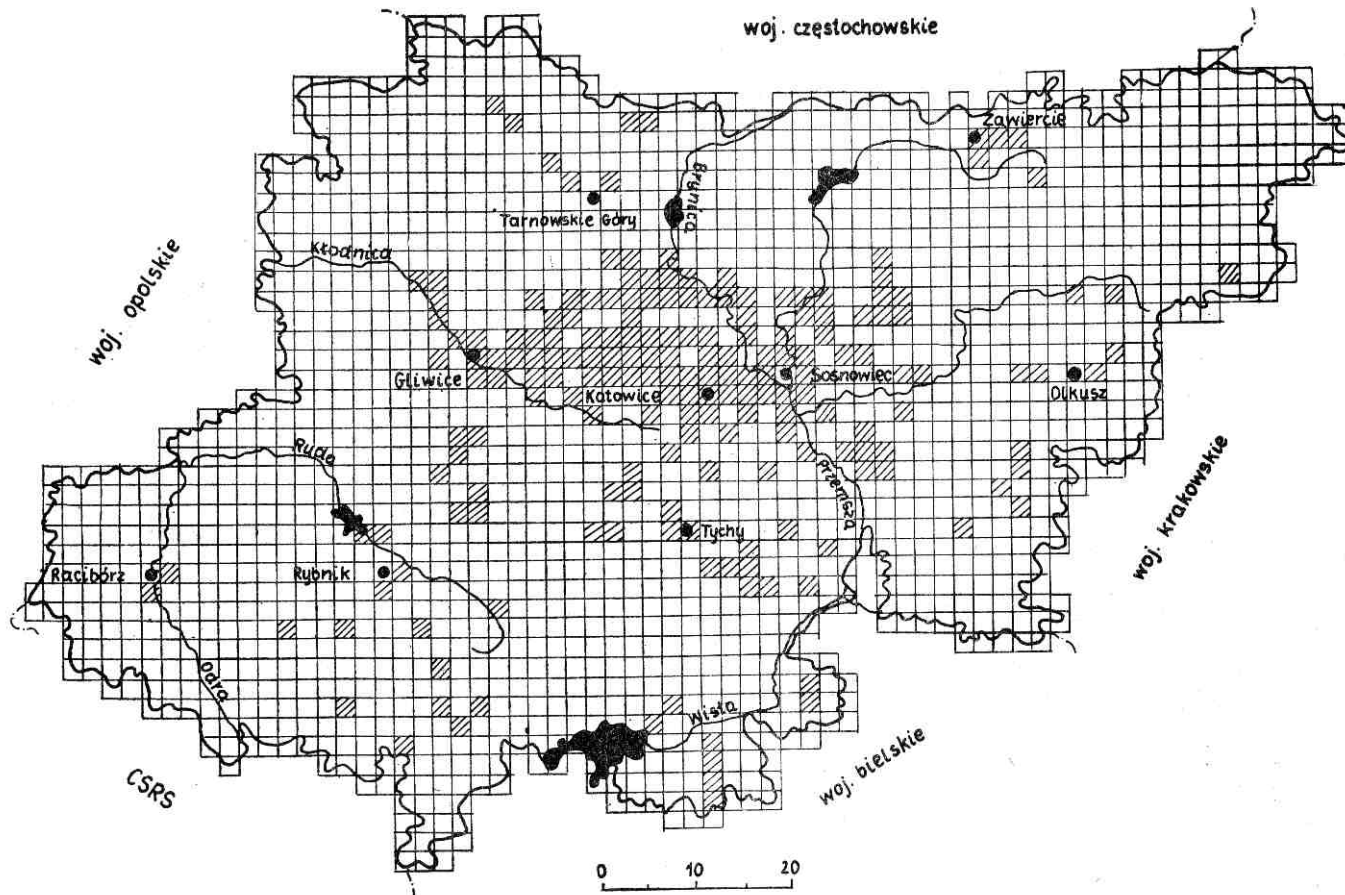 woj. częstochowskie
Zawiercie
Brynica
Tarnowskie Góry
Kłodnica
woj. opolskie
Gliwice
Katowice
Sosnowiec
Olkusz
Ruda
Przemsza
woj. krakowskie
Tychy
Racibórz
Rybnik
Odra
Wisła
woj. bielskie
CSRS
0 10 20